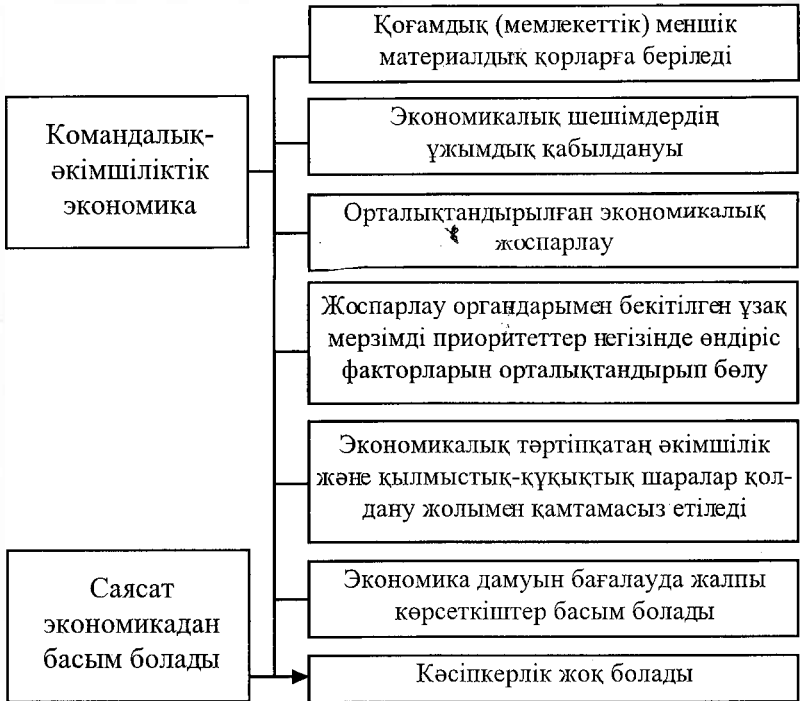 Командалық-
әкімшіліктік
экономика
Саясат
экономикадан
басым болады
Қоғамдық (мемлекеттік) меншік
материалдық қорларға беріледі
Экономикалық шешімдердің
ұжымдық қабылдануы
Орталықтандырылған экономикалық
жоспарлау
Жоспарлау органдарымен бекітілген ұзақ
мерзімді приоритеттер негізінде өндіріс
факторларын орталықтандырып бөлу
Экономикалық тәртіпқатаң әкімшілік
және қылмыстық-құқықтық шаралар қол-
дану жолымен қамтамасыз етіледі
Экономика дамуын бағалауда жалпы
көрсеткіштер басым болады
Кәсіпкерлік жоқ болады